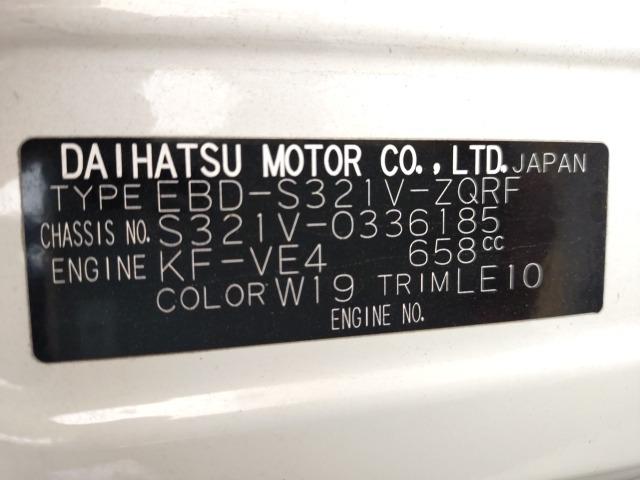 DAIHATSU MOTOR CO., LTD. JAPAN
TYPE EBD-S321V-ZQRF
CHASSIS NO. S321V-0336185
ENGINE KF-VE4 658cc
COLOR W19 TRIM LE10
ENGINE NO.